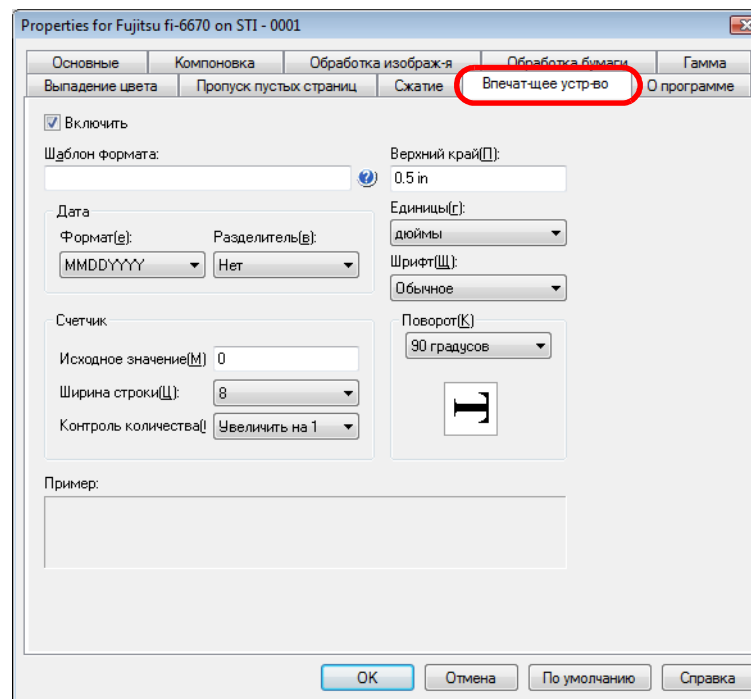 Properties for Fujitsu fi-6670 on STI - 0001
Основные Компоновка Обработка изображ-я Обработка бумаги Гамма
Выпадение цвета Пропуск пустых страниц Сжатие Впечат-щее устр-во О программе
Включить
Шаблон формата: Верхний край(П):
0.5 in
Дата Единицы(г):
Формат(е): Разделитель(в): дюймы
MMDDYYYY Нет Шрифт(Щ):
Обычное
Счетчик Поворот(К)
Исходное значение(М) 0 90 градусов
Ширина строки(Ц): 8 T
Контроль количества( Увеличить на 1
Пример:
OK Отмена По умолчанию Справка